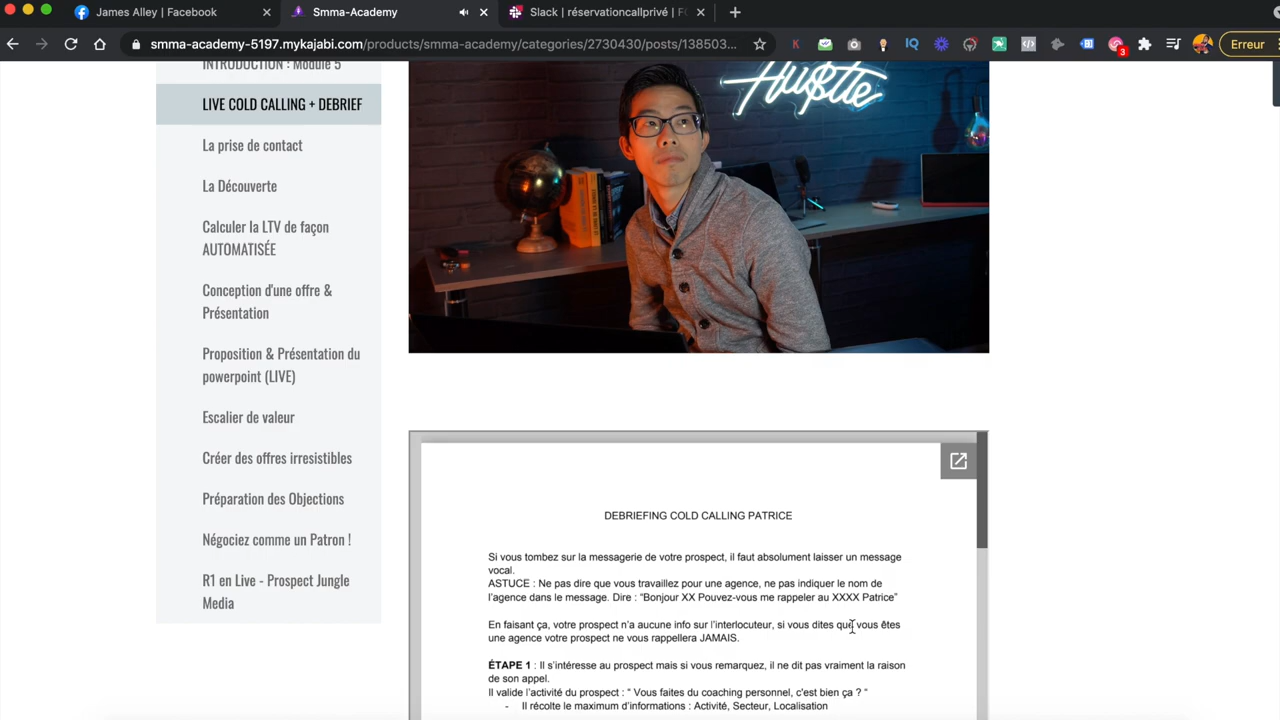 James Alley | Facebook
Smma-Academy
Slack | réservationcallprivé |
smma-academy-5197.mykajabi.com/products/smma-academy/categories/2730430/posts/138503...
K
IQ
3
Erreur
INTRODUCTION : Module 5
LIVE COLD CALLING + DEBRIEF
La prise de contact
La Découverte
Calculer la LTV de façon
AUTOMATISÉE
Conception d'une offre &
Présentation
Proposition & Présentation du
powerpoint (LIVE)
Escalier de valeur
Créer des offres irresistibles
Préparation des Objections
Négociez comme un Patron !
R1 en Live - Prospect Jungle
Media
Hu$tle
DEBRIEFING COLD CALLING PATRICE
Si vous tombez sur la messagerie de votre prospect, il faut absolument laisser un message
vocal.
ASTUCE : Ne pas dire que vous travaillez pour une agence, ne pas indiquer le nom de
l'agence dans le message. Dire : “Bonjour XX Pouvez-vous me rappeler au XXXX Patrice”
En faisant ça, votre prospect n'a aucune info sur l'interlocuteur, si vous dites que vous êtes
une agence votre prospect ne vous rappellera JAMAIS.
ÉTAPE 1 : Il s'intéresse au prospect mais si vous remarquez, il ne dit pas vraiment la raison
de son appel.
Il valide l'activité du prospect : “ Vous faites du coaching personnel, c'est bien ça ? “
- Il récolte le maximum d'informations : Activité, Secteur, Localisation